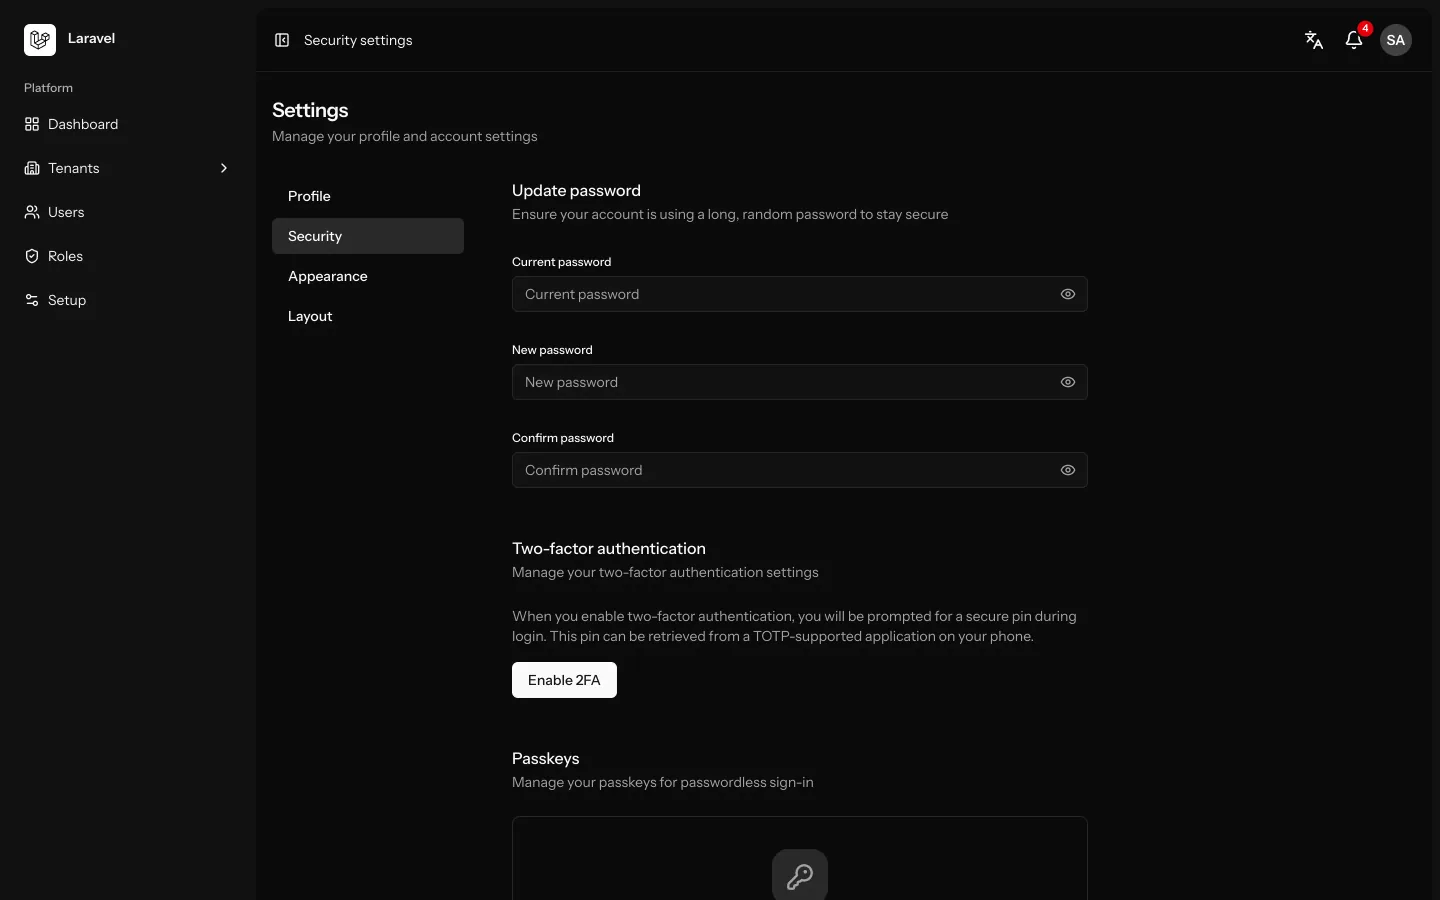 Laravel
Platform
Dashboard
Tenants
Users
Roles
Setup
Security settings
4
SA
Settings
Manage your profile and account settings
Profile
Security
Appearance
Layout
Update password
Ensure your account is using a long, random password to stay secure
Current password
Current password
New password
New password
Confirm password
Confirm password
Two-factor authentication
Manage your two-factor authentication settings
When you enable two-factor authentication, you will be prompted for a secure pin during
login. This pin can be retrieved from a TOTP-supported application on your phone.
Enable 2FA
Passkeys
Manage your passkeys for passwordless sign-in